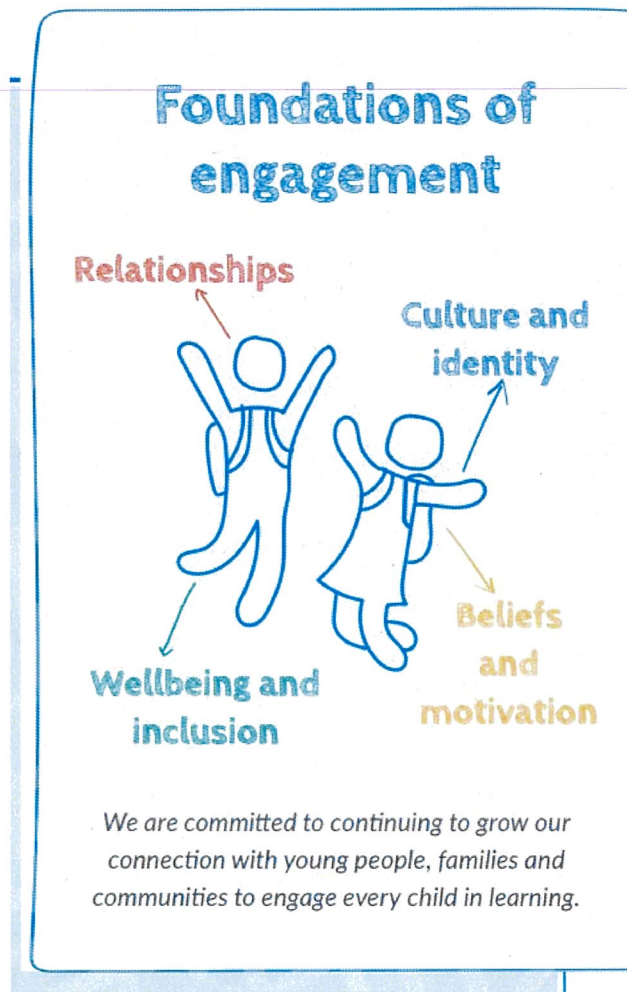 Foundations of
engagement
Relationships
Culture and
identity
Beliefs
and
motivation
Wellbeing and
inclusion
We are committed to continuing to grow our
connection with young people, families and
communities to engage every child in learning.